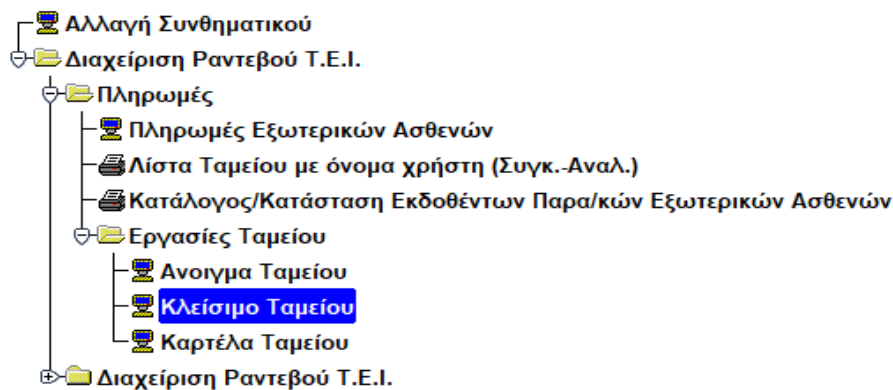 Αλλαγή Συνθηματικού
Διαχείριση Ραντεβού Τ.Ε.Ι.
Πληρωμές
Πληρωμές Εξωτερικών Ασθενών
Λίστα Ταμείου με όνομα χρήστη (Συγκ.-Αναλ.)
Κατάλογος/Κατάσταση Εκδοθέντων Παρα/κών Εξωτερικών Ασθενών
Εργασίες Ταμείου
Ανοιγμα Ταμείου
Κλείσιμο Ταμείου
Καρτέλα Ταμείου
Διαχείριση Ραντεβού Τ.Ε.Ι.